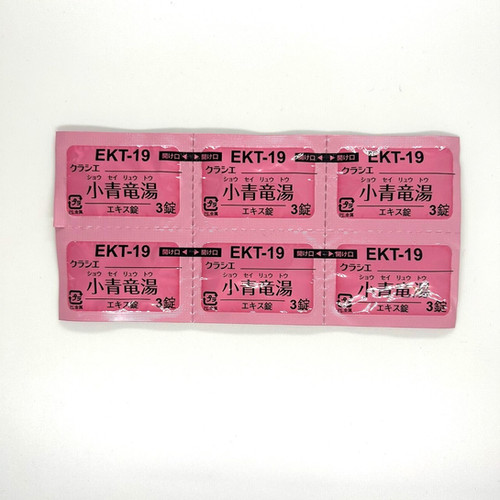 EKT-19 開け口 ◀ ▶ 開け口 EKT-19 開け口 ◀ ▶ 開け口 EKT-19
クラシエ クラシエ クラシエ
ショウ セイ リュウ トウ ショウ セイ リュウ トウ ショウ セイ リュウ トウ
小青竜湯 小青竜湯 小青竜湯
エキス錠 3錠 エキス錠 3錠 エキス錠 3錠
EKT-19 開け口 ◀ ▶ 開け口 EKT-19 開け口 ◀ ▶ 開け口 EKT-19
クラシエ クラシエ クラシエ
ショウ セイ リュウ トウ ショウ セイ リュウ トウ ショウ セイ リュウ トウ
小青竜湯 小青竜湯 小青竜湯
エキス錠 3錠 エキス錠 3錠 エキス錠 3錠